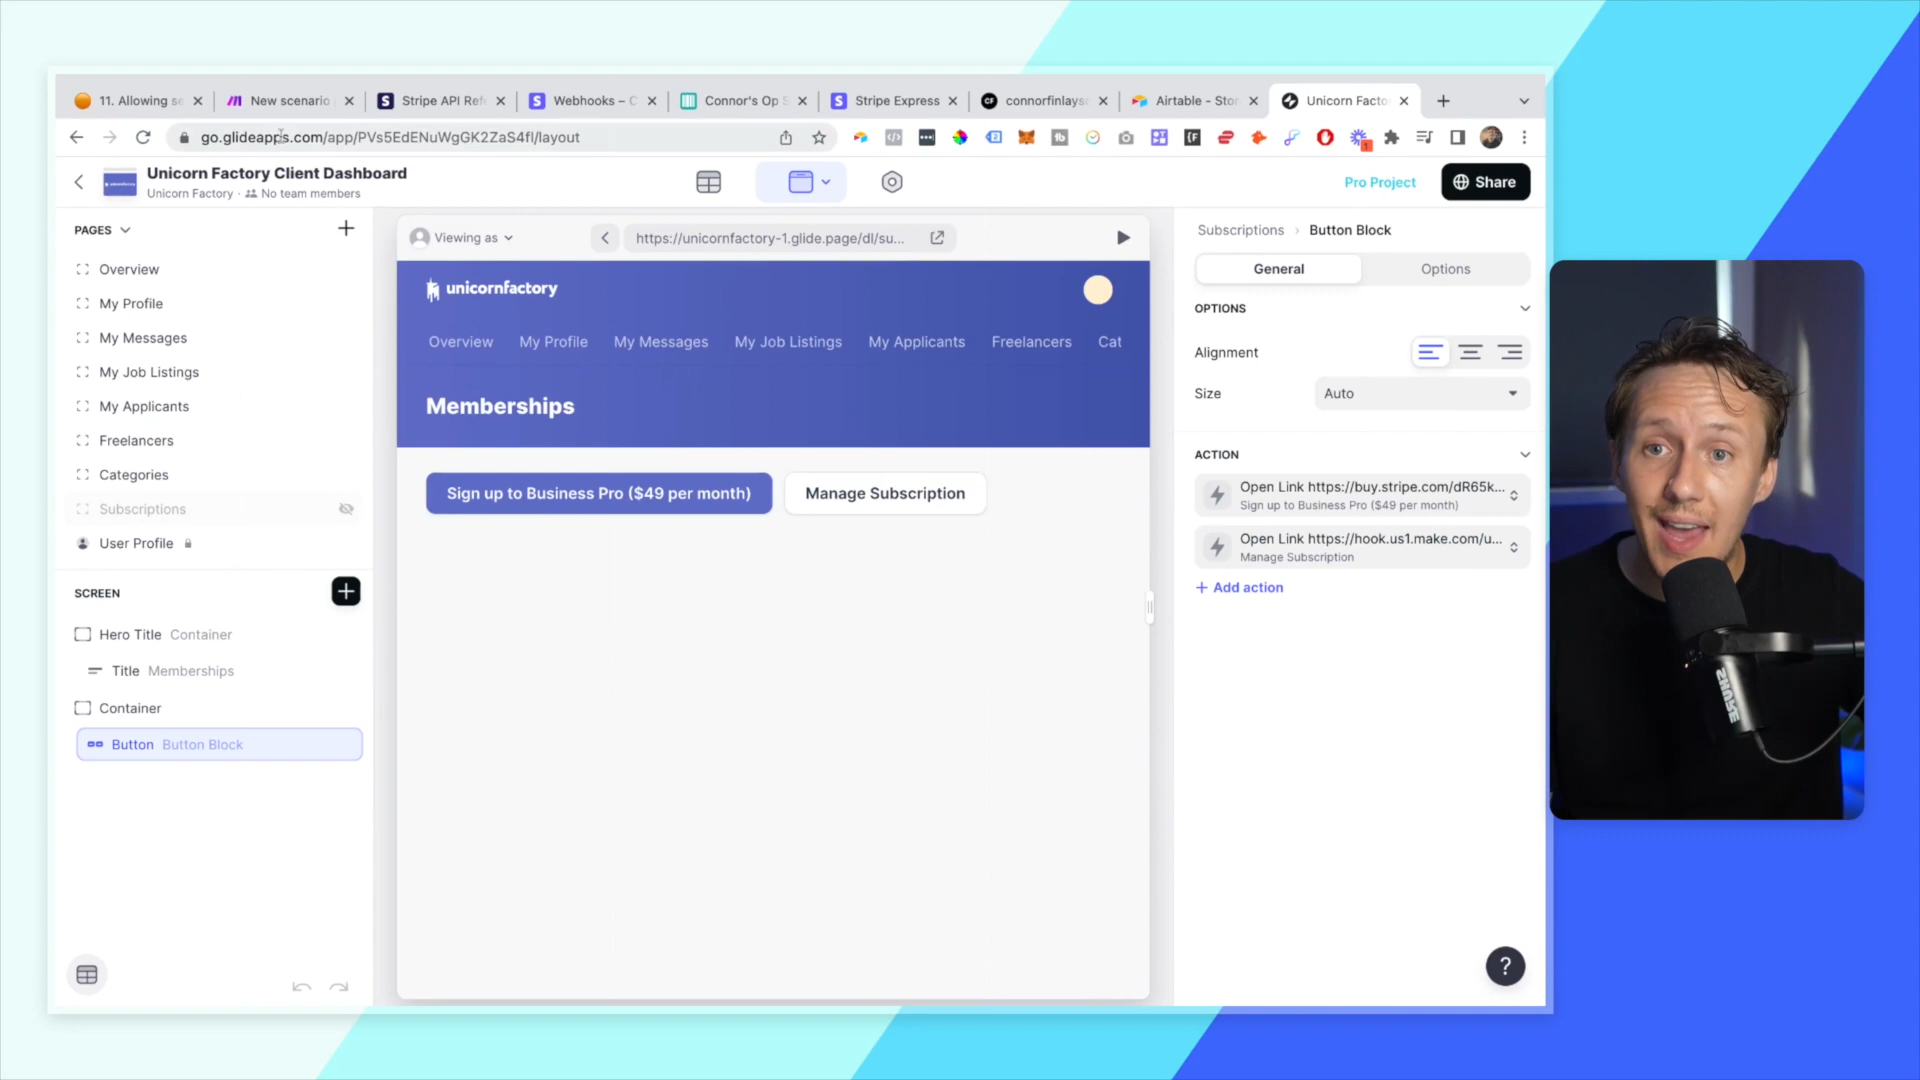 11. Allowing se
New scenario
Stripe API Refe
Webhooks – C
Connor's Op S
Stripe Express
connorfinlays
Airtable - Stor
Unicorn Facto
go.glideapps.com/app/PVs5EdENuWgGK2ZaS4fl/layout
Unicorn Factory Client Dashboard
Unicorn Factory · No team members
Pro Project
Share
PAGES
Overview
My Profile
My Messages
My Job Listings
My Applicants
Freelancers
Categories
Subscriptions
User Profile
SCREEN
Hero Title Container
Title Memberships
Container
Button Button Block
Viewing as
https://unicornfactory-1.glide.page/dl/su...
unicornfactory
Overview My Profile My Messages My Job Listings My Applicants Freelancers Cat
Memberships
Sign up to Business Pro ($49 per month)
Manage Subscription
Subscriptions › Button Block
General
Options
OPTIONS
Alignment
Size
Auto
ACTION
Open Link https://buy.stripe.com/dR65k...
Sign up to Business Pro ($49 per month)
Open Link https://hook.us1.make.com/u...
Manage Subscription
+ Add action
?
SHURE